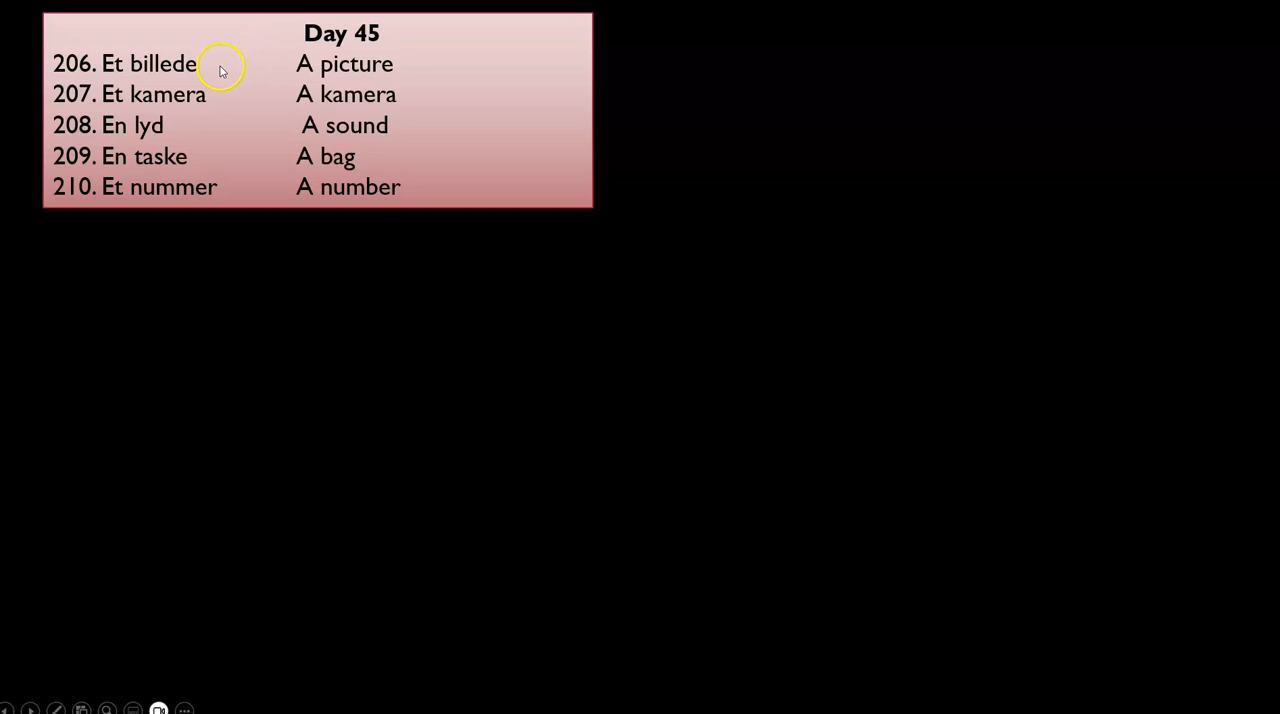 Day 45
206. Et billede A picture
207. Et kamera A kamera
208. En lyd A sound
209. En taske A bag
210. Et nummer A number